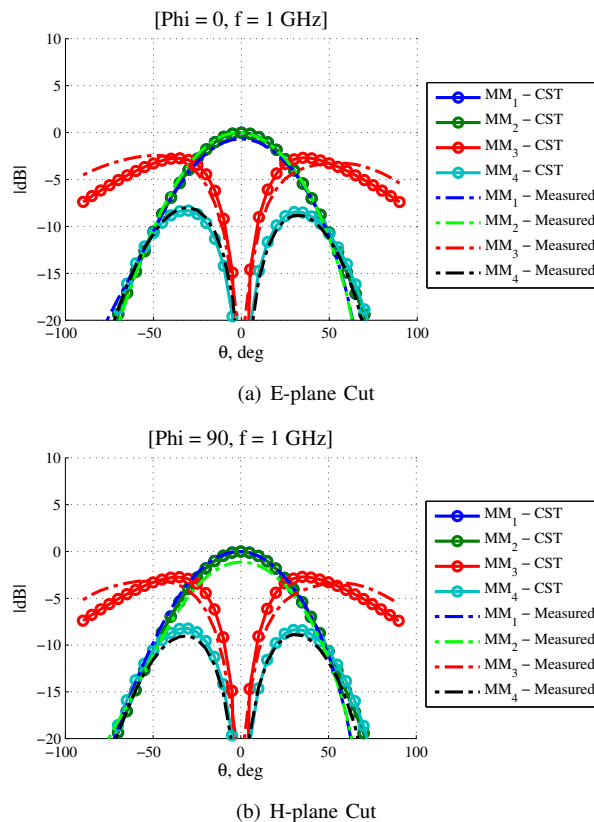 [Phi = 0, f = 1 GHz]
10
5
0
−5
−10
−15
−20
|dB|
−100
−50
0
50
100
θ, deg
MM1 − CST
MM2 − CST
MM3 − CST
MM4 − CST
MM1 − Measured
MM2 − Measured
MM3 − Measured
MM4 − Measured
(a) E-plane Cut
[Phi = 90, f = 1 GHz]
10
5
0
−5
−10
−15
−20
|dB|
−100
−50
0
50
100
θ, deg
MM1 − CST
MM2 − CST
MM3 − CST
MM4 − CST
MM1 − Measured
MM2 − Measured
MM3 − Measured
MM4 − Measured
(b) H-plane Cut